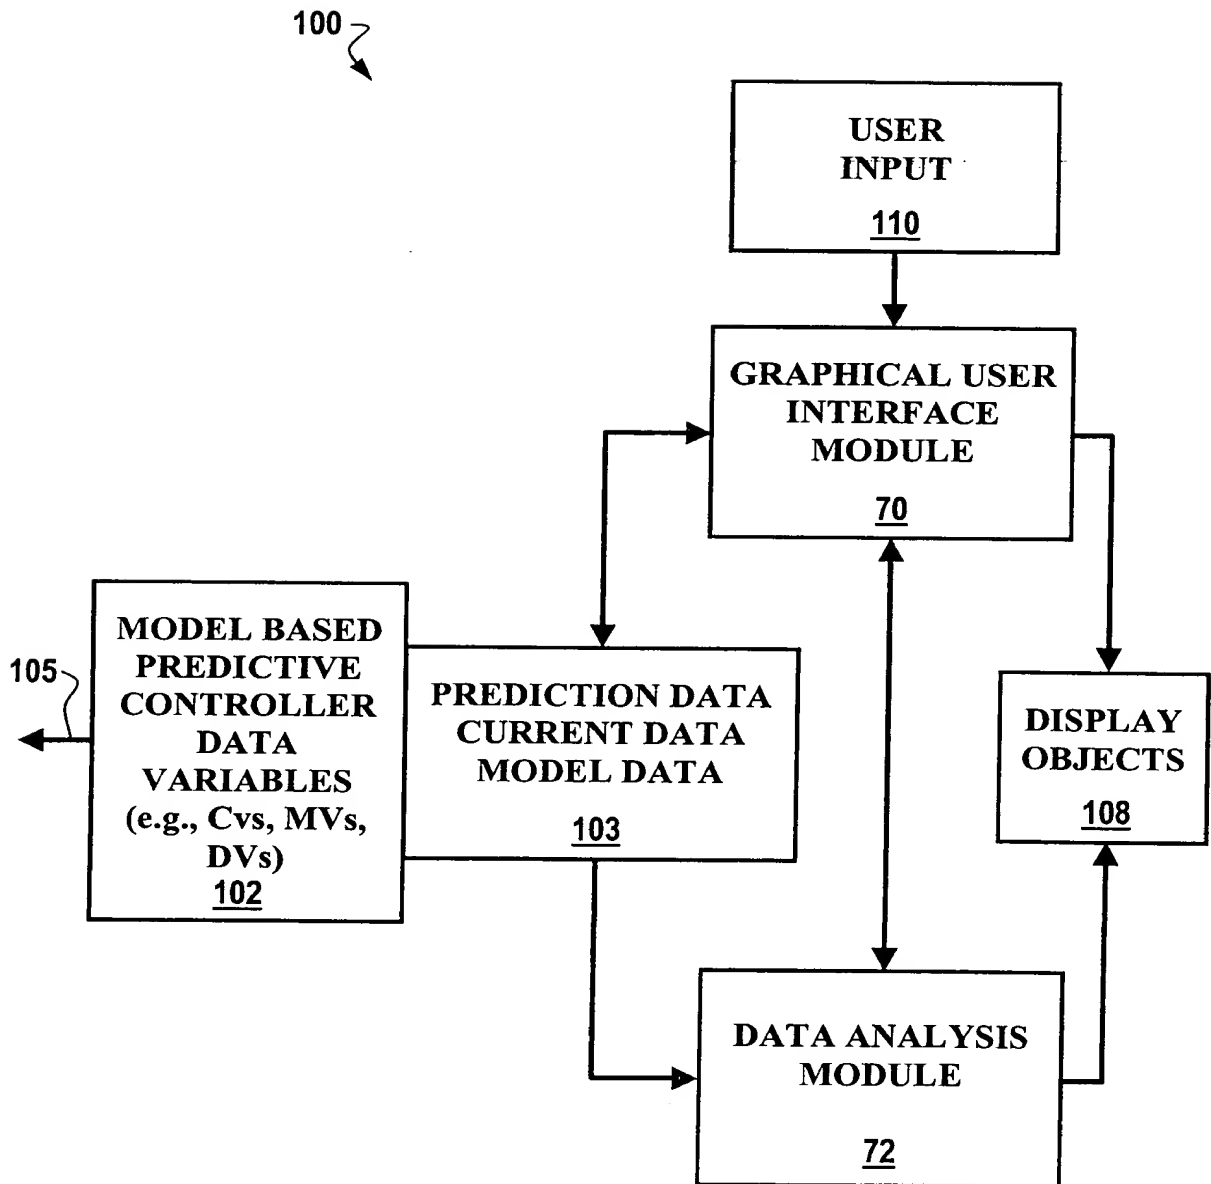 100
USER
INPUT
110
GRAPHICAL USER
INTERFACE
MODULE
70
MODEL BASED
PREDICTIVE
CONTROLLER
DATA
VARIABLES
(e.g., Cvs, MVs,
DVs)
102
105
PREDICTION DATA
CURRENT DATA
MODEL DATA
103
DISPLAY
OBJECTS
108
DATA ANALYSIS
MODULE
72